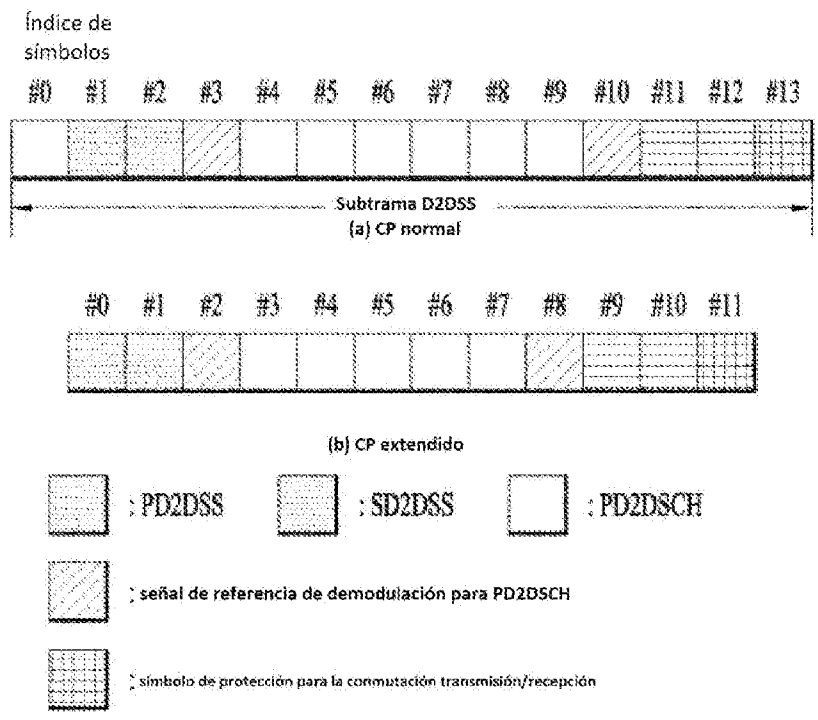 Índice de
símbolos
#0 #1 #2 #3 #4 #5 #6 #7 #8 #9 #10 #11 #12 #13
Subtrama D2DSS
(a) CP normal
#0 #1 #2 #3 #4 #5 #6 #7 #8 #9 #10 #11
(b) CP extendido
: PD2DSS : SD2DSS : PD2DSCH
: señal de referencia de demodulación para PD2DSCH
: símbolo de protección para la conmutación transmisión/recepción